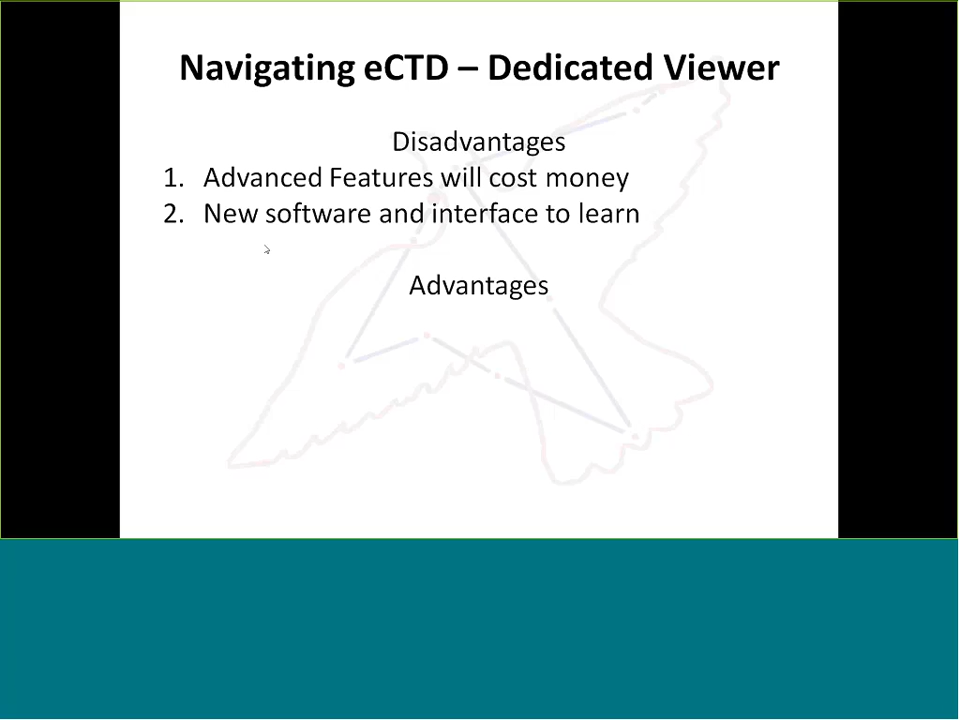 Navigating eCTD – Dedicated Viewer
Disadvantages
1. Advanced Features will cost money
2. New software and interface to learn
Advantages